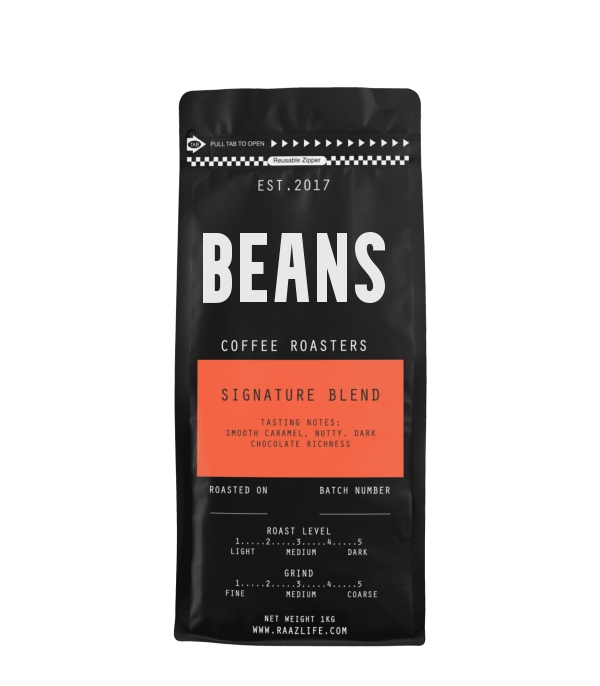 TAB PULL TAB TO OPEN
Reusable Zipper
EST.2017
BEANS
COFFEE ROASTERS
SIGNATURE BLEND
TASTING NOTES:
SMOOTH CARAMEL, NUTTY, DARK
CHOCOLATE RICHNESS
ROASTED ON BATCH NUMBER
ROAST LEVEL
1.....2.....3.....4.....5
LIGHT MEDIUM DARK
GRIND
1.....2.....3.....4.....5
FINE MEDIUM COARSE
NET WEIGHT 1KG
WWW.RAAZLIFE.COM